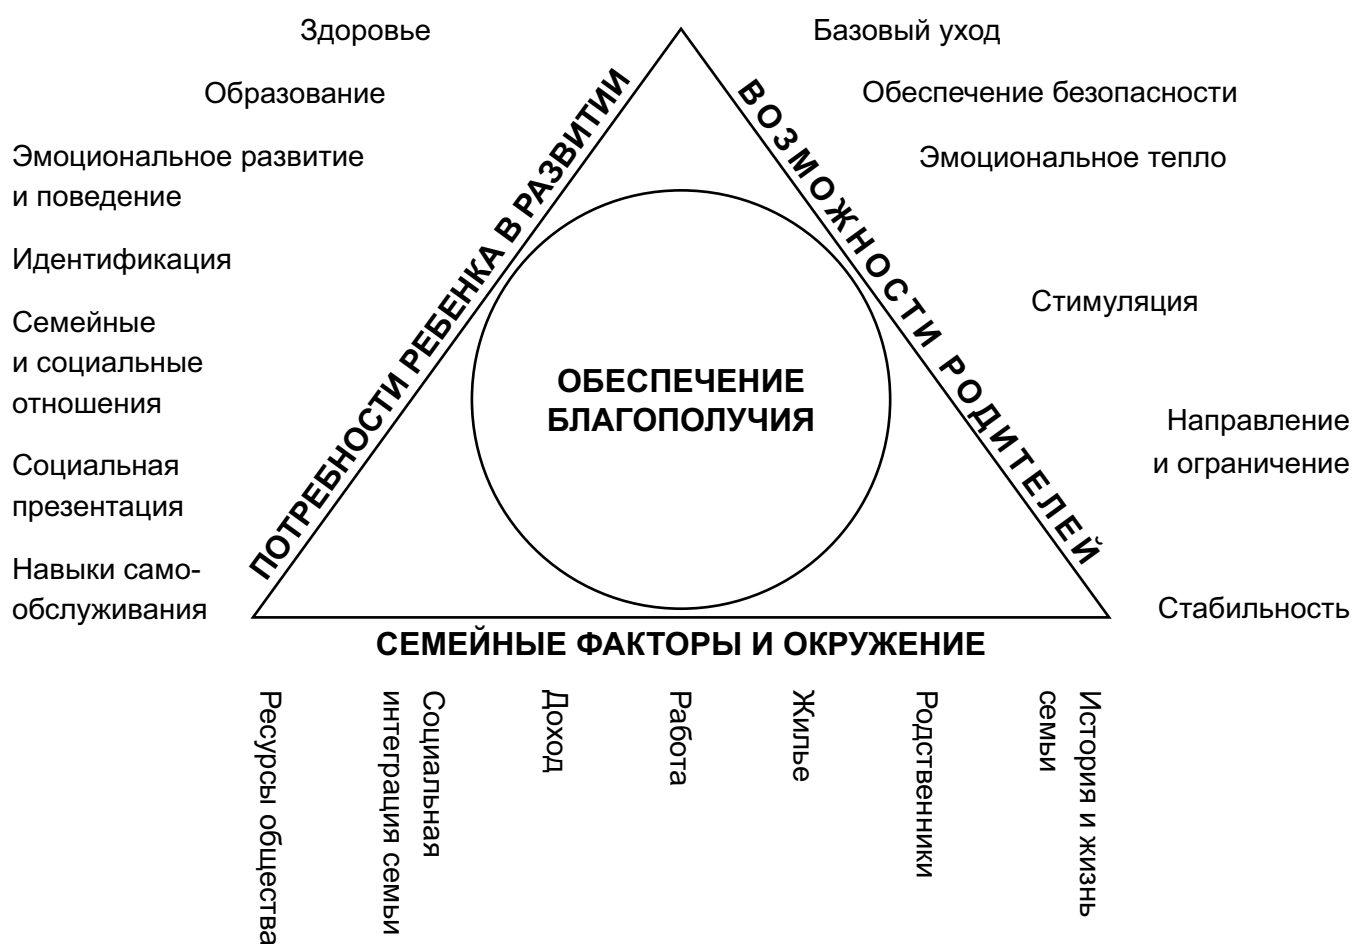 Здоровье
Образование
Эмоциональное развитие
и поведение
Идентификация
Семейные
и социальные
отношения
Социальная
презентация
Навыки само-
обслуживания
ПОТРЕБНОСТИ РЕБЕНКА В РАЗВИТИИ
ОБЕСПЕЧЕНИЕ
БЛАГОПОЛУЧИЯ
ВОЗМОЖНОСТИ РОДИТЕЛЕЙ
Базовый уход
Обеспечение безопасности
Эмоциональное тепло
Стимуляция
Направление
и ограничение
Стабильность
СЕМЕЙНЫЕ ФАКТОРЫ И ОКРУЖЕНИЕ
Ресурсы общества
Социальная
интеграция семьи
Доход
Работа
Жилье
Родственники
История и жизнь
семьи